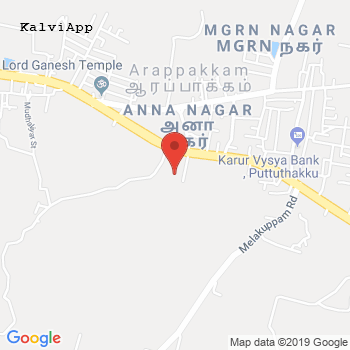 KalviApp
MGRN NAGAR
MGRN நகர்
Lord Ganesh Temple
Arappakkam
ஆரப்பாக்கம்
ANNA NAGAR
அனா
நகர்
Mudhaliyar St
Karur Vysya Bank
, Puttuthakku
Melakuppam Rd
Google
Map data ©2019 Google